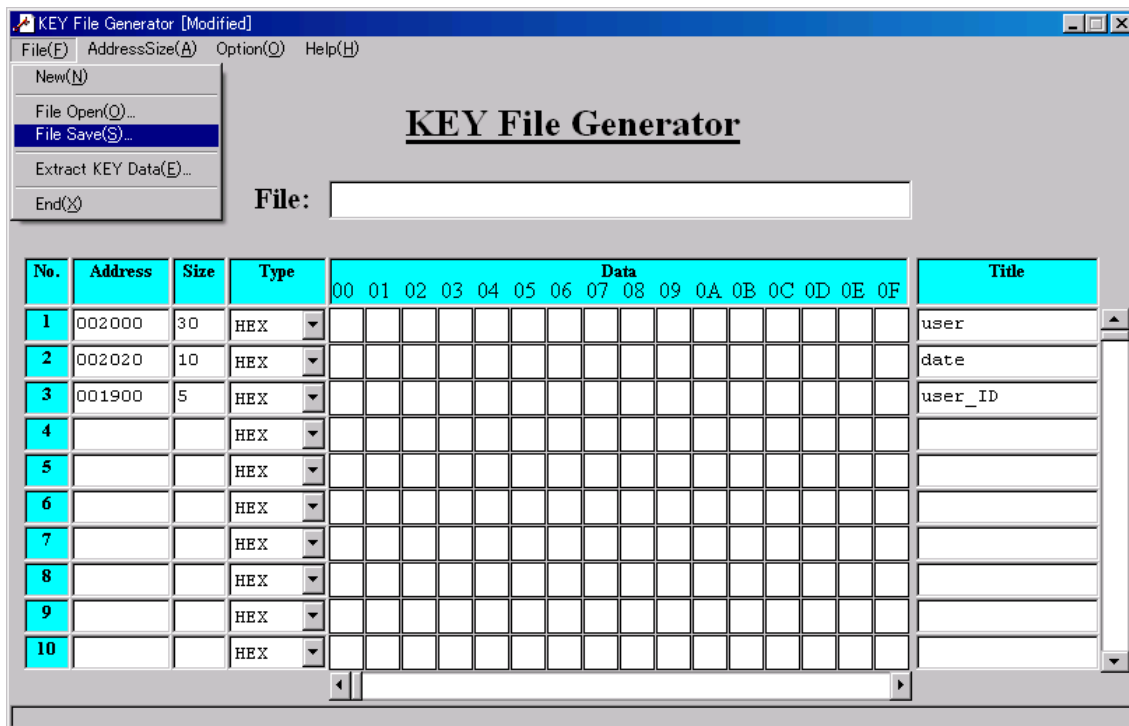 KEY File Generator [Modified]
File(F) AddressSize(A) Option(O) Help(H)
New(N)
File Open(O)...
File Save(S)...
Extract KEY Data(E)...
End(X)
KEY File Generator
File:
No. Address Size Type Data Title
00 01 02 03 04 05 06 07 08 09 0A 0B 0C 0D 0E 0F
1 002000 30 HEX user
2 002020 10 HEX date
3 001900 5 HEX user_ID
4 HEX
5 HEX
6 HEX
7 HEX
8 HEX
9 HEX
10 HEX